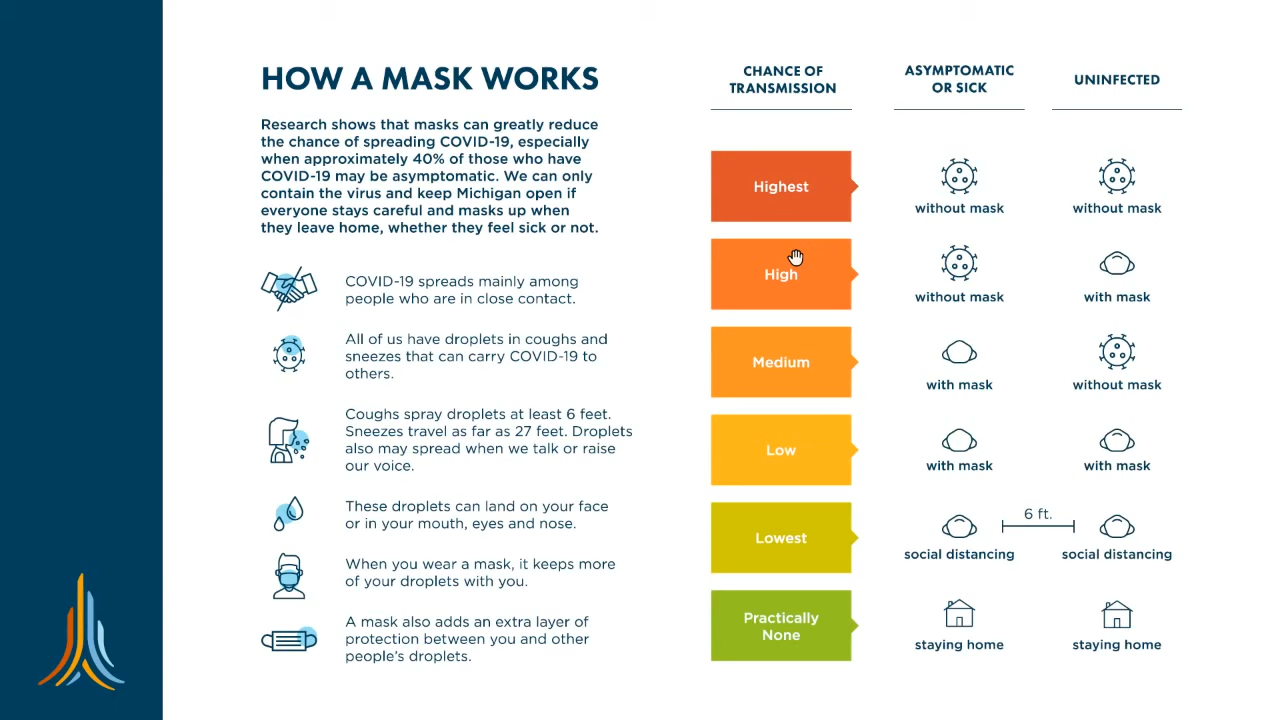 HOW A MASK WORKS
Research shows that masks can greatly reduce
the chance of spreading COVID-19, especially
when approximately 40% of those who have
COVID-19 may be asymptomatic. We can only
contain the virus and keep Michigan open if
everyone stays careful and masks up when
they leave home, whether they feel sick or not.
COVID-19 spreads mainly among
people who are in close contact.
All of us have droplets in coughs and
sneezes that can carry COVID-19 to
others.
Coughs spray droplets at least 6 feet.
Sneezes travel as far as 27 feet. Droplets
also may spread when we talk or raise
our voice.
These droplets can land on your face
or in your mouth, eyes and nose.
When you wear a mask, it keeps more
of your droplets with you.
A mask also adds an extra layer of
protection between you and other
people's droplets.
CHANCE OF
TRANSMISSION
ASYMPTOMATIC
OR SICK
UNINFECTED
Highest
without mask
without mask
High
without mask
with mask
Medium
with mask
without mask
Low
with mask
with mask
Lowest
6 ft.
social distancing
social distancing
Practically
None
staying home
staying home